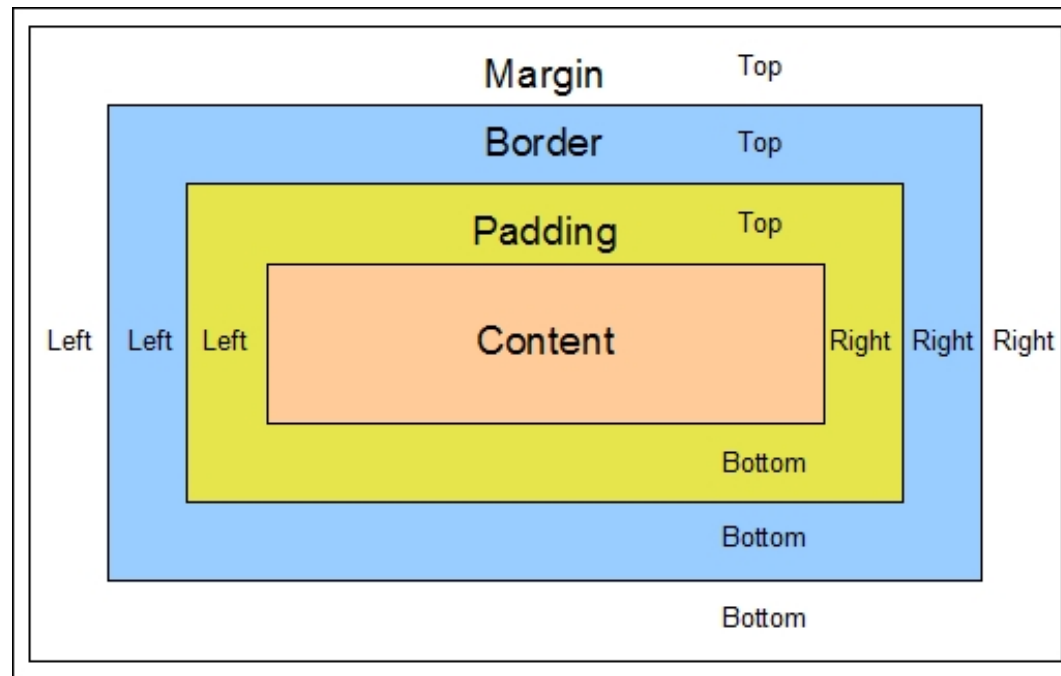 Margin Top
Border Top
Padding Top
Left Left Left Content Right Right Right
Bottom
Bottom
Bottom